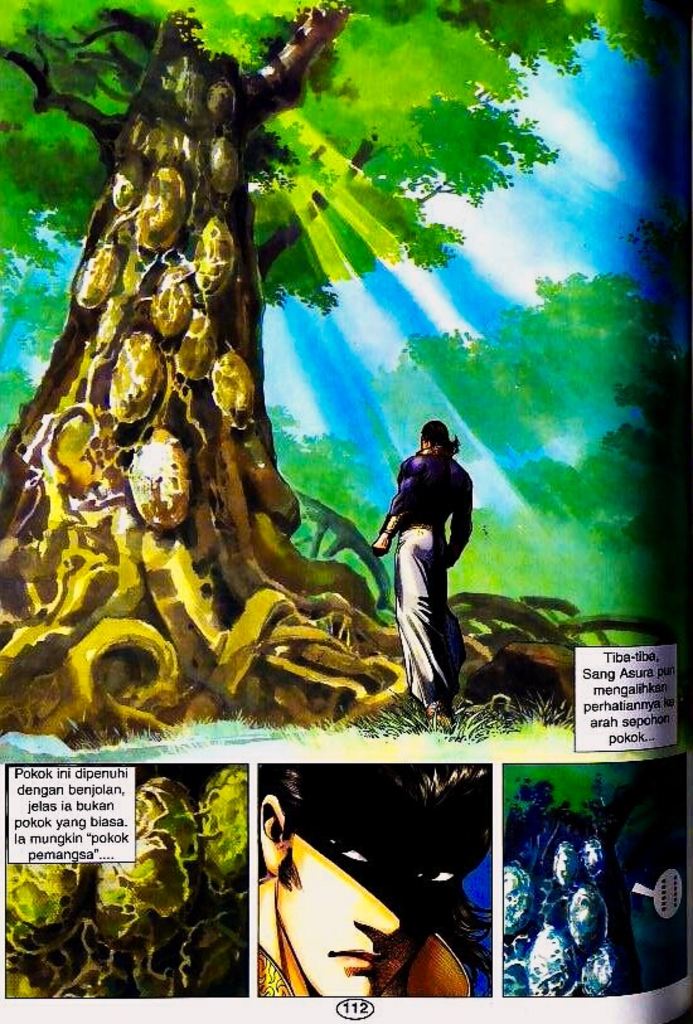 Tiba-tiba,
Sang Asura pun
mengalihkan
perhatiannya ke
arah sepohon
pokok...
Pokok ini dipenuhi
dengan benjolan,
jelas ia bukan
pokok yang biasa.
Ia mungkin "pokok
pemangsa"....
112